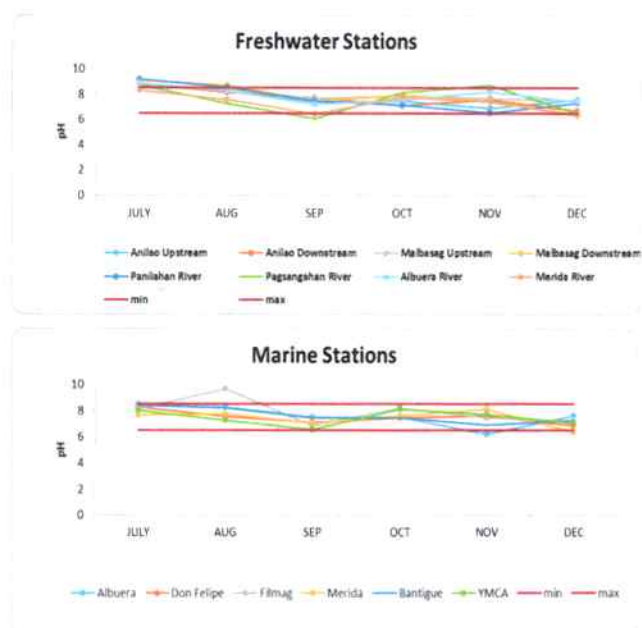 Freshwater Stations
10
8
6
4
2
0
pH
JULY AUG SEP OCT NOV DEC
Anilao Upstream Anilao Downstream Malbasag Upstream Malbasag Downstream
Panilahan River Pagsangahan River Albuera River Merida River
min max
Marine Stations
10
8
6
4
2
0
pH
JULY AUG SEP OCT NOV DEC
Albuera Don Felipe Filmag Merida Bantigue YMCA min max